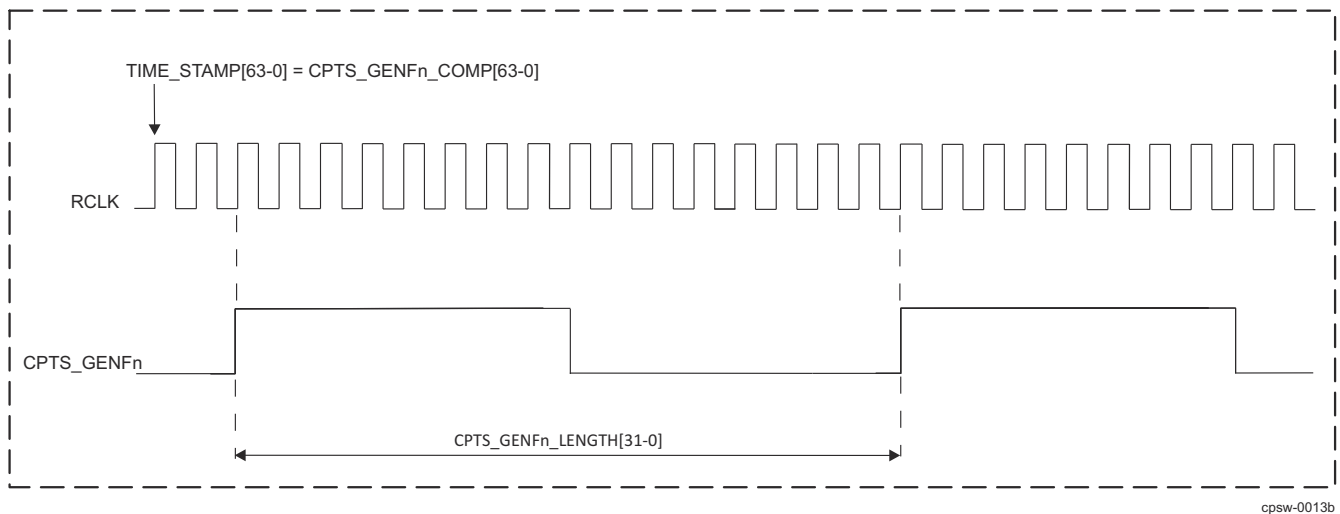 TIME_STAMP[63-0] = CPTS_GENFn_COMP[63-0]
RCLK
CPTS_GENFn
CPTS_GENFn_LENGTH[31-0]
cpsw-0013b